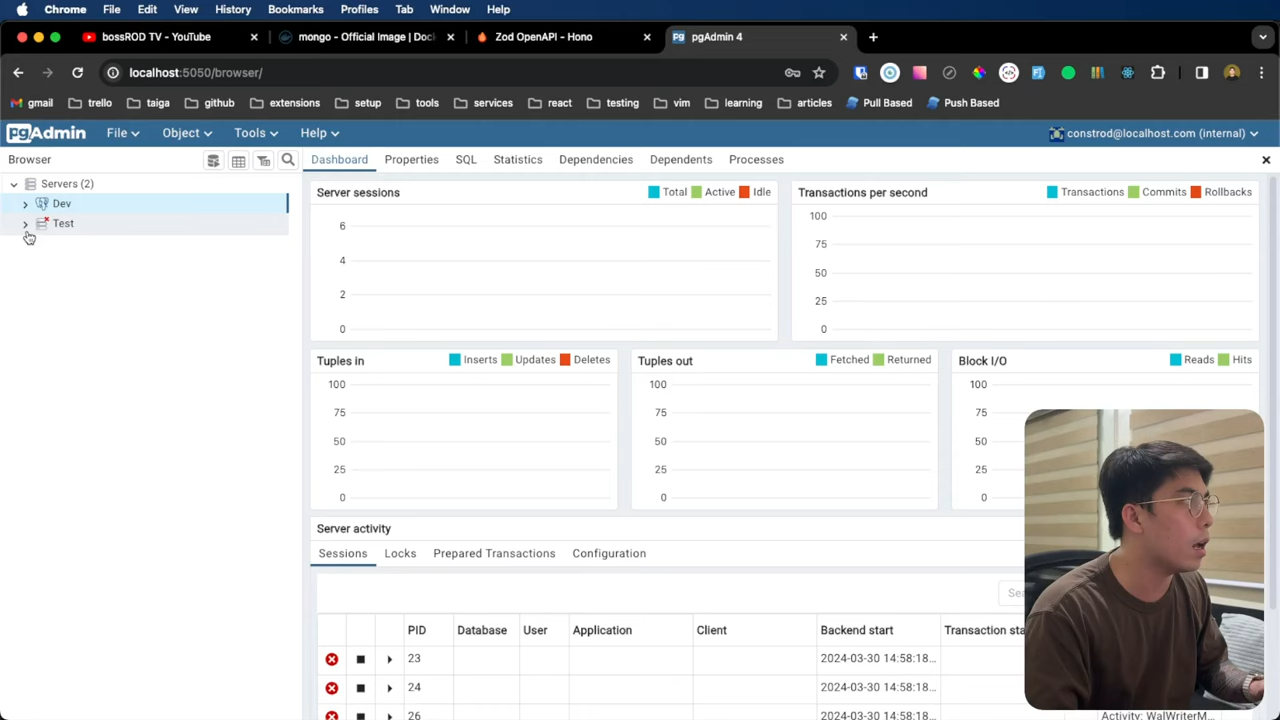 Chrome File Edit View History Bookmarks Profiles Tab Window Help
bossROD TV - YouTube mongo - Official Image | Dock Zod OpenAPI - Hono pgAdmin 4
localhost:5050/browser/
gmail trello taiga github extensions setup tools services react testing vim learning articles Pull Based Push Based
pgAdmin File Object Tools Help constrod@localhost.com (internal)
Browser Dashboard Properties SQL Statistics Dependencies Dependents Processes
Servers (2)
Dev
Test
Server sessions Total Active Idle
6
4
2
0
Transactions per second Transactions Commits Rollbacks
100
75
50
25
0
Tuples in Inserts Updates Deletes
100
75
50
25
0
Tuples out Fetched Returned
100
75
50
25
0
Block I/O Reads Hits
100
75
50
25
0
Server activity
Sessions Locks Prepared Transactions Configuration
PID Database User Application Client Backend start Transaction sta
23 2024-03-30 14:58:18...
24 2024-03-30 14:58:18...
26 2024-03-30 14:58:18... Activity: WalWriterM...